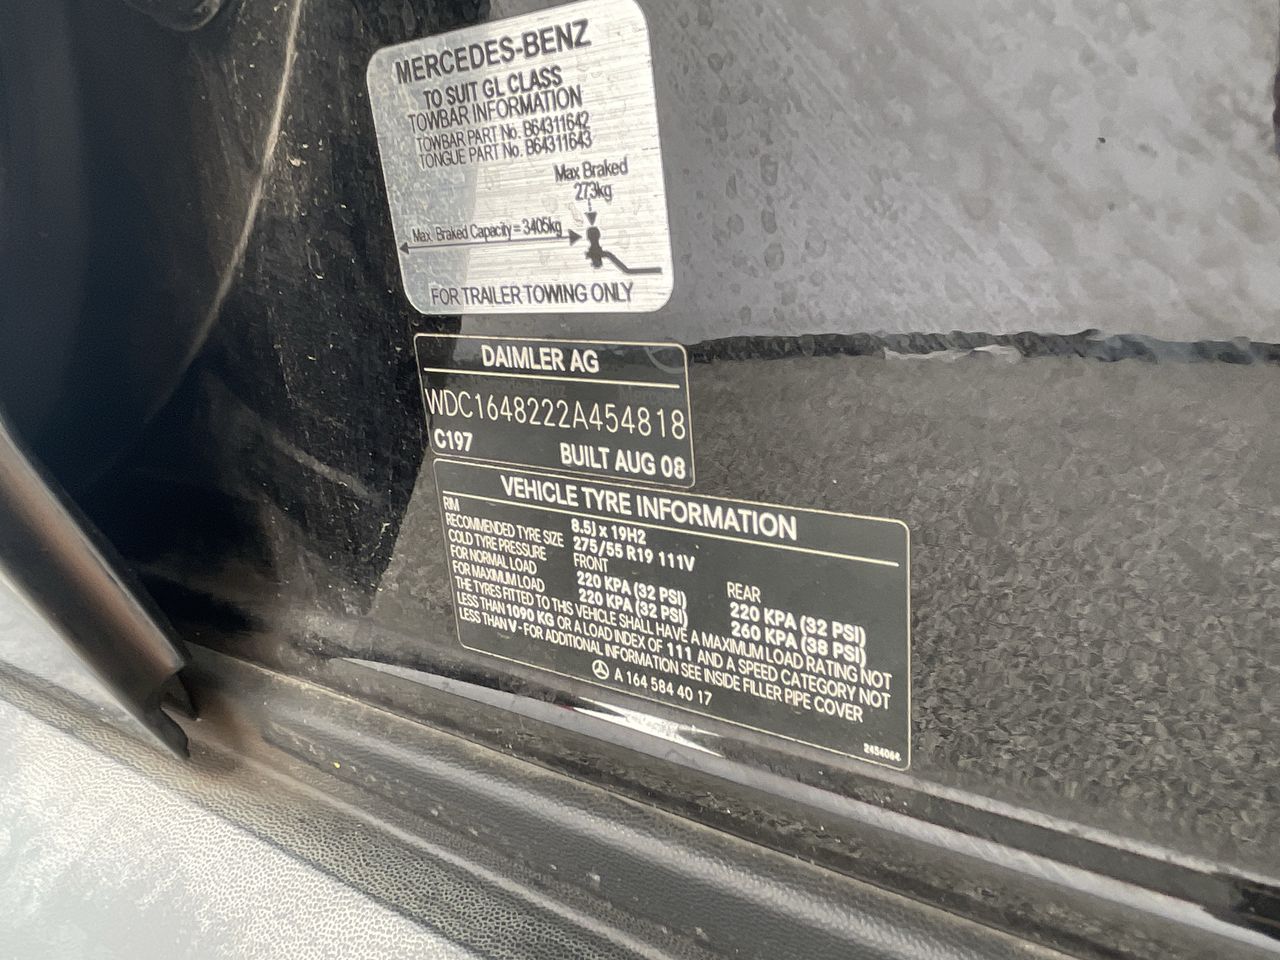 MERCEDES-BENZ
TO SUIT GL CLASS
TOWBAR INFORMATION
TOWBAR PART No. B64311642
TONGUE PART No. B64311643
Max Braked
273kg
Max. Braked Capacity = 3405kg
FOR TRAILER TOWING ONLY
DAIMLER AG
WDC1648222A454818
C197 BUILT AUG 08
VEHICLE TYRE INFORMATION
RIM 8.5J x 19H2
RECOMMENDED TYRE SIZE 275/55 R19 111V
COLD TYRE PRESSURE FRONT REAR
FOR NORMAL LOAD 220 KPA (32 PSI) 220 KPA (32 PSI)
FOR MAXIMUM LOAD 220 KPA (32 PSI) 260 KPA (38 PSI)
THE TYRES FITTED TO THIS VEHICLE SHALL HAVE A MAXIMUM LOAD RATING NOT
LESS THAN 1090 KG OR A LOAD INDEX OF 111 AND A SPEED CATEGORY NOT
LESS THAN V - FOR ADDITIONAL INFORMATION SEE INSIDE FILLER PIPE COVER
A 164 584 40 17
2454064